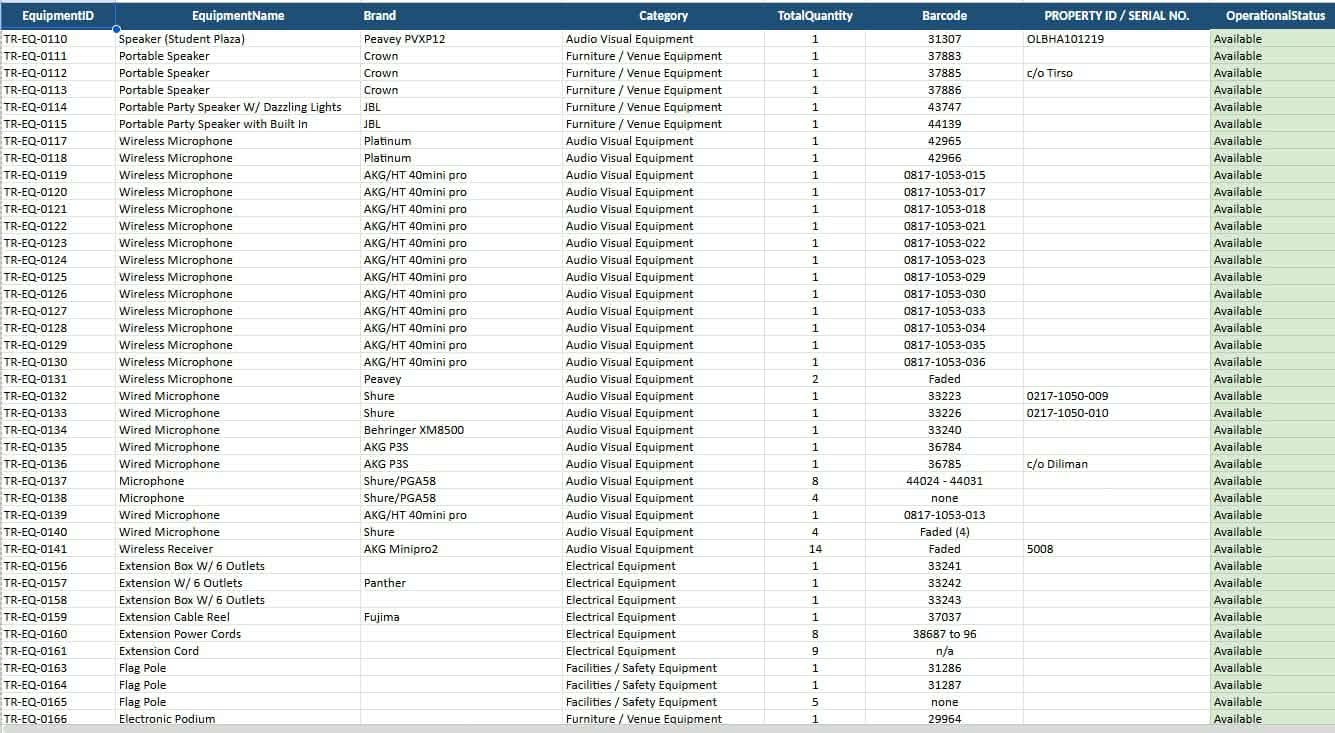 EquipmentID EquipmentName Brand Category TotalQuantity Barcode PROPERTY ID / SERIAL NO. OperationalStatus
TR-EQ-0110 Speaker (Student Plaza) Peavey PVXP12 Audio Visual Equipment 1 31307 OLBHA101219 Available
TR-EQ-0111 Portable Speaker Crown Furniture / Venue Equipment 1 37883 Available
TR-EQ-0112 Portable Speaker Crown Furniture / Venue Equipment 1 37885 c/o Tirso Available
TR-EQ-0113 Portable Speaker Crown Furniture / Venue Equipment 1 37886 Available
TR-EQ-0114 Portable Party Speaker W/ Dazzling Lights JBL Furniture / Venue Equipment 1 43747 Available
TR-EQ-0115 Portable Party Speaker with Built In JBL Furniture / Venue Equipment 1 44139 Available
TR-EQ-0117 Wireless Microphone Platinum Audio Visual Equipment 1 42965 Available
TR-EQ-0118 Wireless Microphone Platinum Audio Visual Equipment 1 42966 Available
TR-EQ-0119 Wireless Microphone AKG/HT 40mini pro Audio Visual Equipment 1 0817-1053-015 Available
TR-EQ-0120 Wireless Microphone AKG/HT 40mini pro Audio Visual Equipment 1 0817-1053-017 Available
TR-EQ-0121 Wireless Microphone AKG/HT 40mini pro Audio Visual Equipment 1 0817-1053-018 Available
TR-EQ-0122 Wireless Microphone AKG/HT 40mini pro Audio Visual Equipment 1 0817-1053-021 Available
TR-EQ-0123 Wireless Microphone AKG/HT 40mini pro Audio Visual Equipment 1 0817-1053-022 Available
TR-EQ-0124 Wireless Microphone AKG/HT 40mini pro Audio Visual Equipment 1 0817-1053-023 Available
TR-EQ-0125 Wireless Microphone AKG/HT 40mini pro Audio Visual Equipment 1 0817-1053-029 Available
TR-EQ-0126 Wireless Microphone AKG/HT 40mini pro Audio Visual Equipment 1 0817-1053-030 Available
TR-EQ-0127 Wireless Microphone AKG/HT 40mini pro Audio Visual Equipment 1 0817-1053-033 Available
TR-EQ-0128 Wireless Microphone AKG/HT 40mini pro Audio Visual Equipment 1 0817-1053-034 Available
TR-EQ-0129 Wireless Microphone AKG/HT 40mini pro Audio Visual Equipment 1 0817-1053-035 Available
TR-EQ-0130 Wireless Microphone AKG/HT 40mini pro Audio Visual Equipment 1 0817-1053-036 Available
TR-EQ-0131 Wireless Microphone Peavey Audio Visual Equipment 2 Faded Available
TR-EQ-0132 Wired Microphone Shure Audio Visual Equipment 1 33223 0217-1050-009 Available
TR-EQ-0133 Wired Microphone Shure Audio Visual Equipment 1 33226 0217-1050-010 Available
TR-EQ-0134 Wired Microphone Behringer XM8500 Audio Visual Equipment 1 33240 Available
TR-EQ-0135 Wired Microphone AKG P3S Audio Visual Equipment 1 36784 Available
TR-EQ-0136 Wired Microphone AKG P3S Audio Visual Equipment 1 36785 c/o Diliman Available
TR-EQ-0137 Microphone Shure/PGA58 Audio Visual Equipment 8 44024 - 44031 Available
TR-EQ-0138 Microphone Shure/PGA58 Audio Visual Equipment 4 none Available
TR-EQ-0139 Wired Microphone AKG/HT 40mini pro Audio Visual Equipment 1 0817-1053-013 Available
TR-EQ-0140 Wired Microphone Shure Audio Visual Equipment 4 Faded (4) Available
TR-EQ-0141 Wireless Receiver AKG Minipro2 Audio Visual Equipment 14 Faded 5008 Available
TR-EQ-0156 Extension Box W/ 6 Outlets Electrical Equipment 1 33241 Available
TR-EQ-0157 Extension W/ 6 Outlets Panther Electrical Equipment 1 33242 Available
TR-EQ-0158 Extension Box W/ 6 Outlets Electrical Equipment 1 33243 Available
TR-EQ-0159 Extension Cable Reel Fujima Electrical Equipment 1 37037 Available
TR-EQ-0160 Extension Power Cords Electrical Equipment 8 38687 to 96 Available
TR-EQ-0161 Extension Cord Electrical Equipment 9 n/a Available
TR-EQ-0163 Flag Pole Facilities / Safety Equipment 1 31286 Available
TR-EQ-0164 Flag Pole Facilities / Safety Equipment 1 31287 Available
TR-EQ-0165 Flag Pole Facilities / Safety Equipment 5 none Available
TR-EQ-0166 Electronic Podium Furniture / Venue Equipment 1 29964 Available